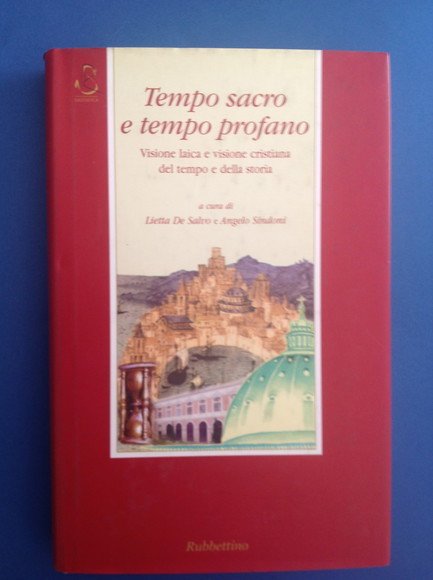 Tempo sacro
e tempo profano
Visione laica e visione cristiana
del tempo e della storia
a cura di
Lietta De Salvo e Angelo Sindoni
Rubbettino